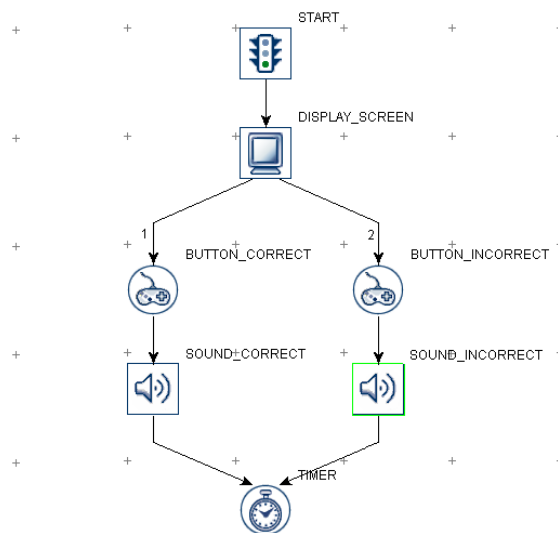 START
DISPLAY_SCREEN
1
2
BUTTON_CORRECT
BUTTON_INCORRECT
SOUND_CORRECT
SOUND_INCORRECT
TIMER